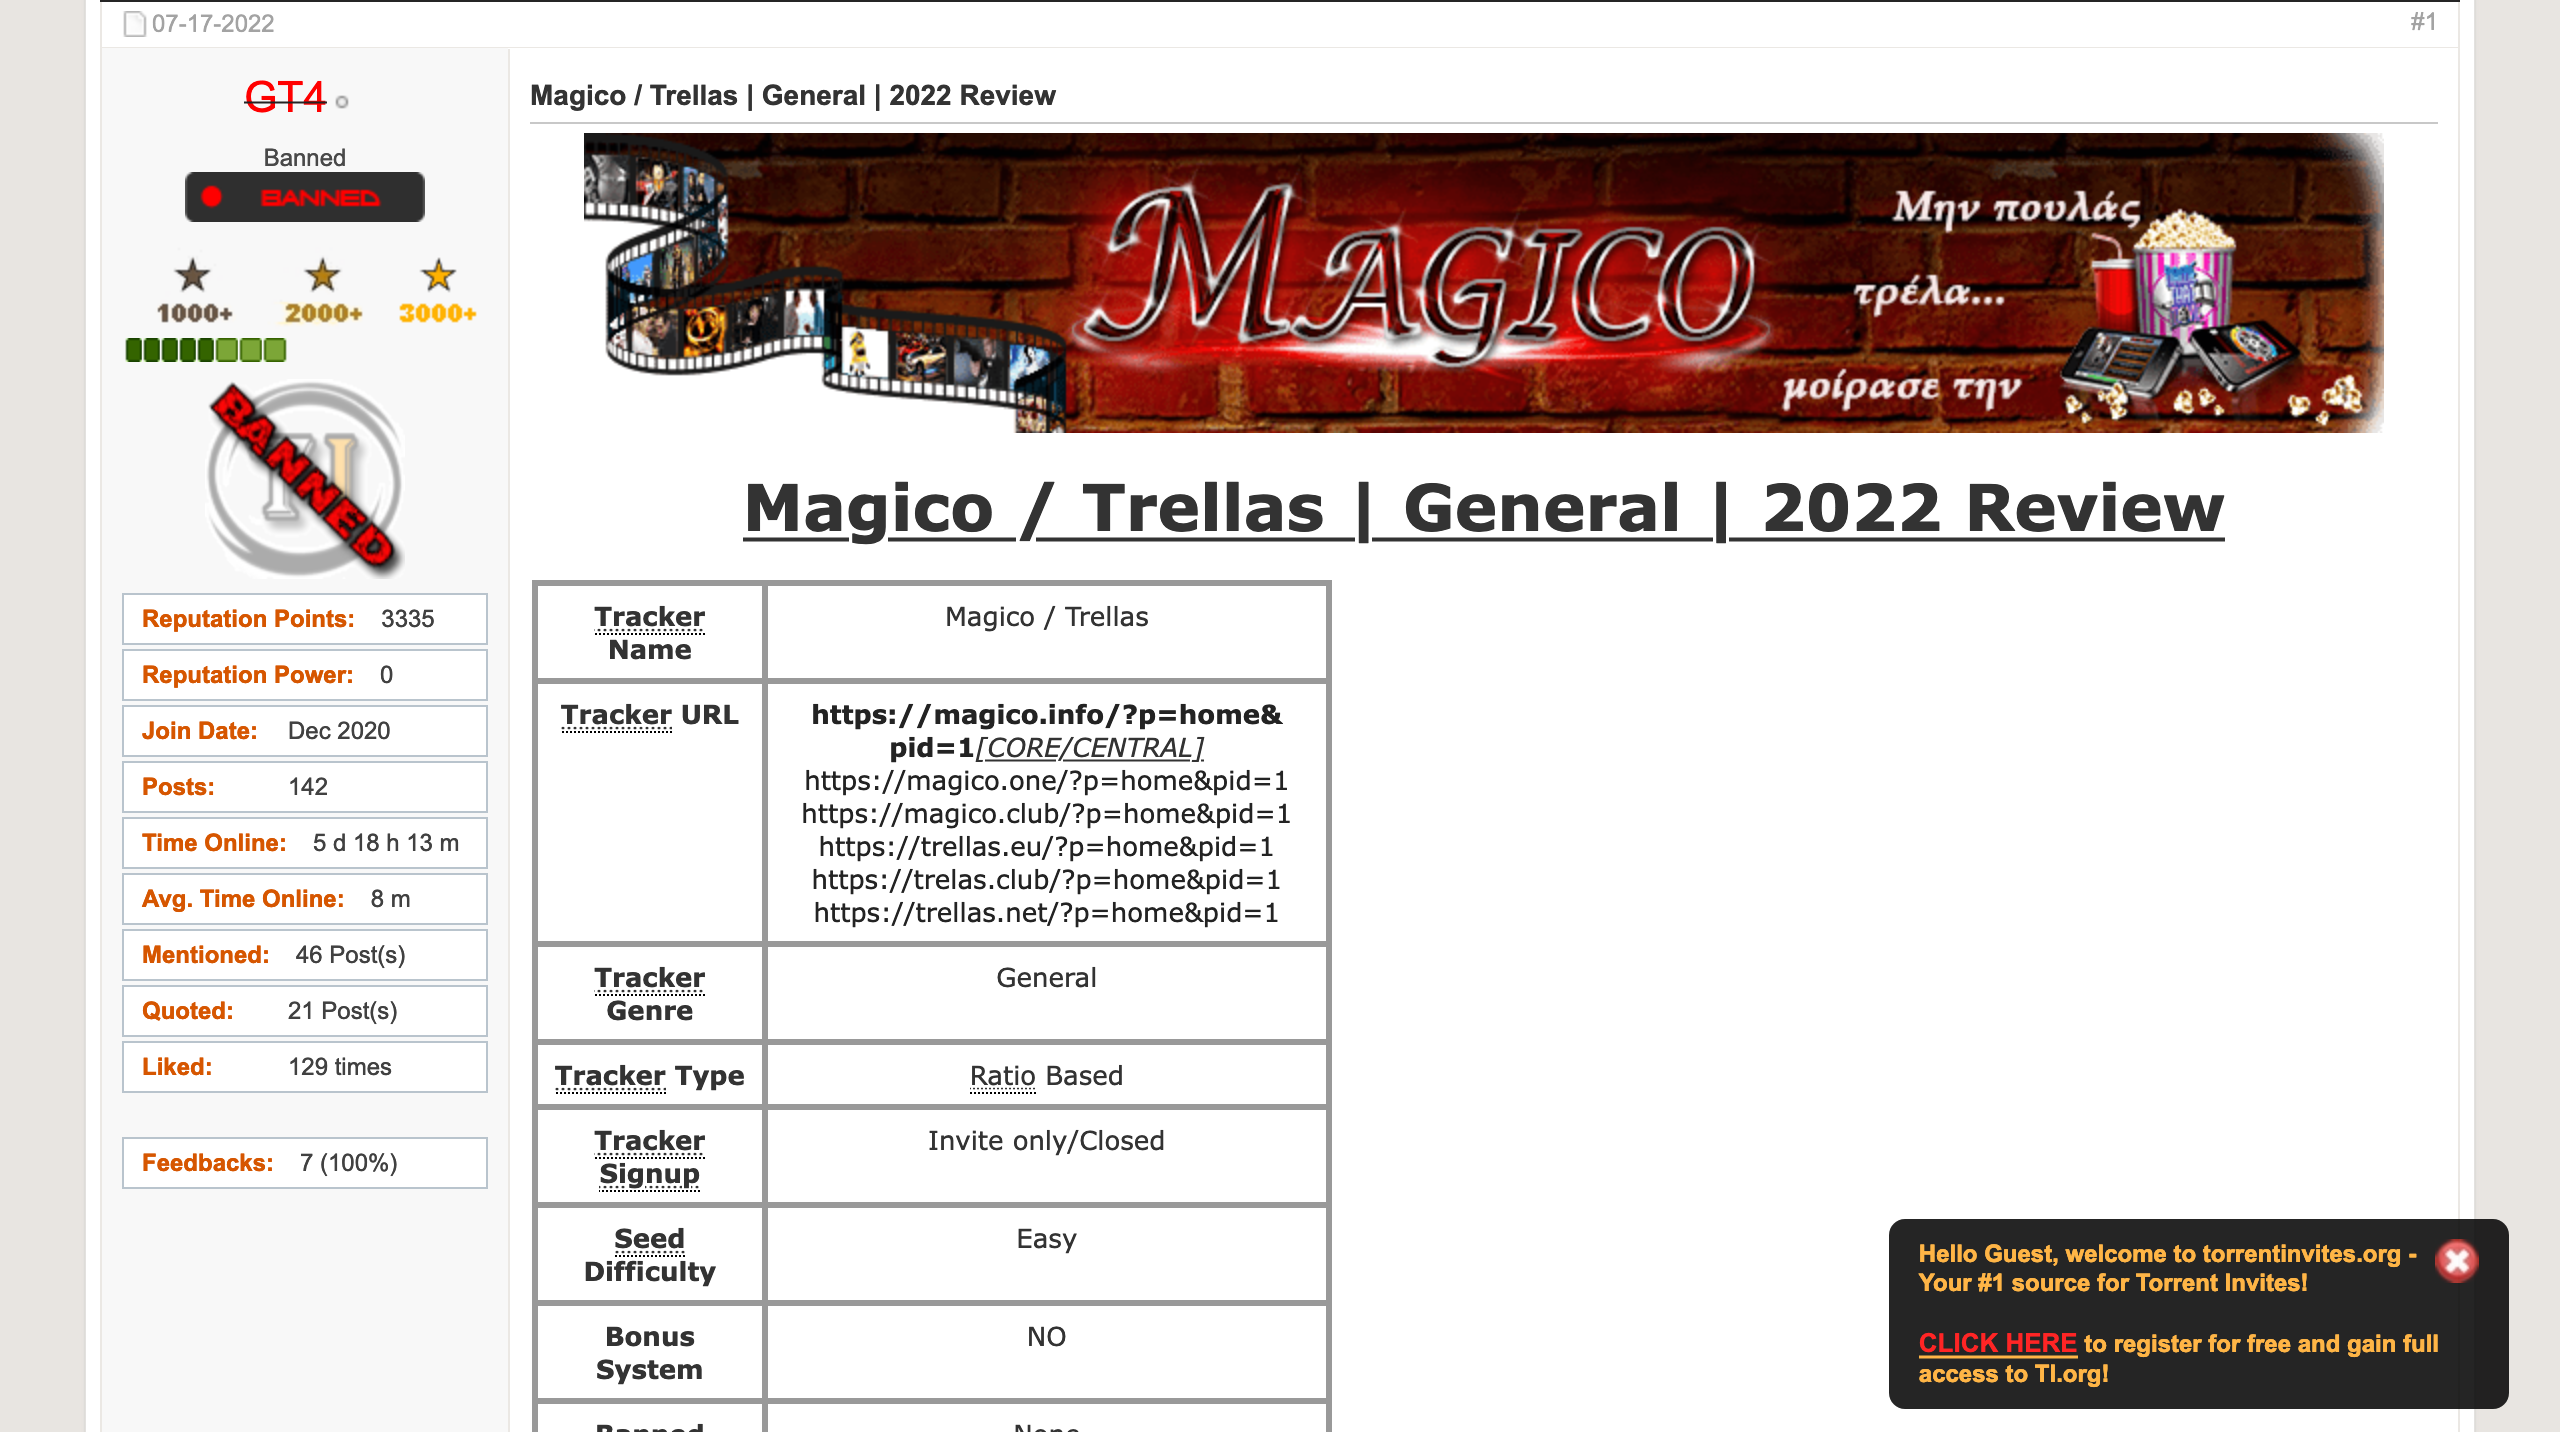 07-17-2022
#1
GT4
Banned
BANNED
1000+ 2000+ 3000+
BANNED
Reputation Points: 3335
Reputation Power: 0
Join Date: Dec 2020
Posts: 142
Time Online: 5 d 18 h 13 m
Avg. Time Online: 8 m
Mentioned: 46 Post(s)
Quoted: 21 Post(s)
Liked: 129 times
Feedbacks: 7 (100%)
Magico / Trellas | General | 2022 Review
MAGICO
Μην πουλάς
τρέλα...
μοίρασε την
Magico / Trellas | General | 2022 Review
Tracker
Name
Magico / Trellas
Tracker URL
https://magico.info/?p=home&
pid=1[CORE/CENTRAL]
https://magico.one/?p=home&pid=1
https://magico.club/?p=home&pid=1
https://trellas.eu/?p=home&pid=1
https://trelas.club/?p=home&pid=1
https://trellas.net/?p=home&pid=1
Tracker
Genre
General
Tracker Type
Ratio Based
Tracker
Signup
Invite only/Closed
Seed
Difficulty
Easy
Bonus
System
NO
Banned
None
Hello Guest, welcome to torrentinvites.org -
Your #1 source for Torrent Invites!
CLICK HERE to register for free and gain full
access to TI.org!